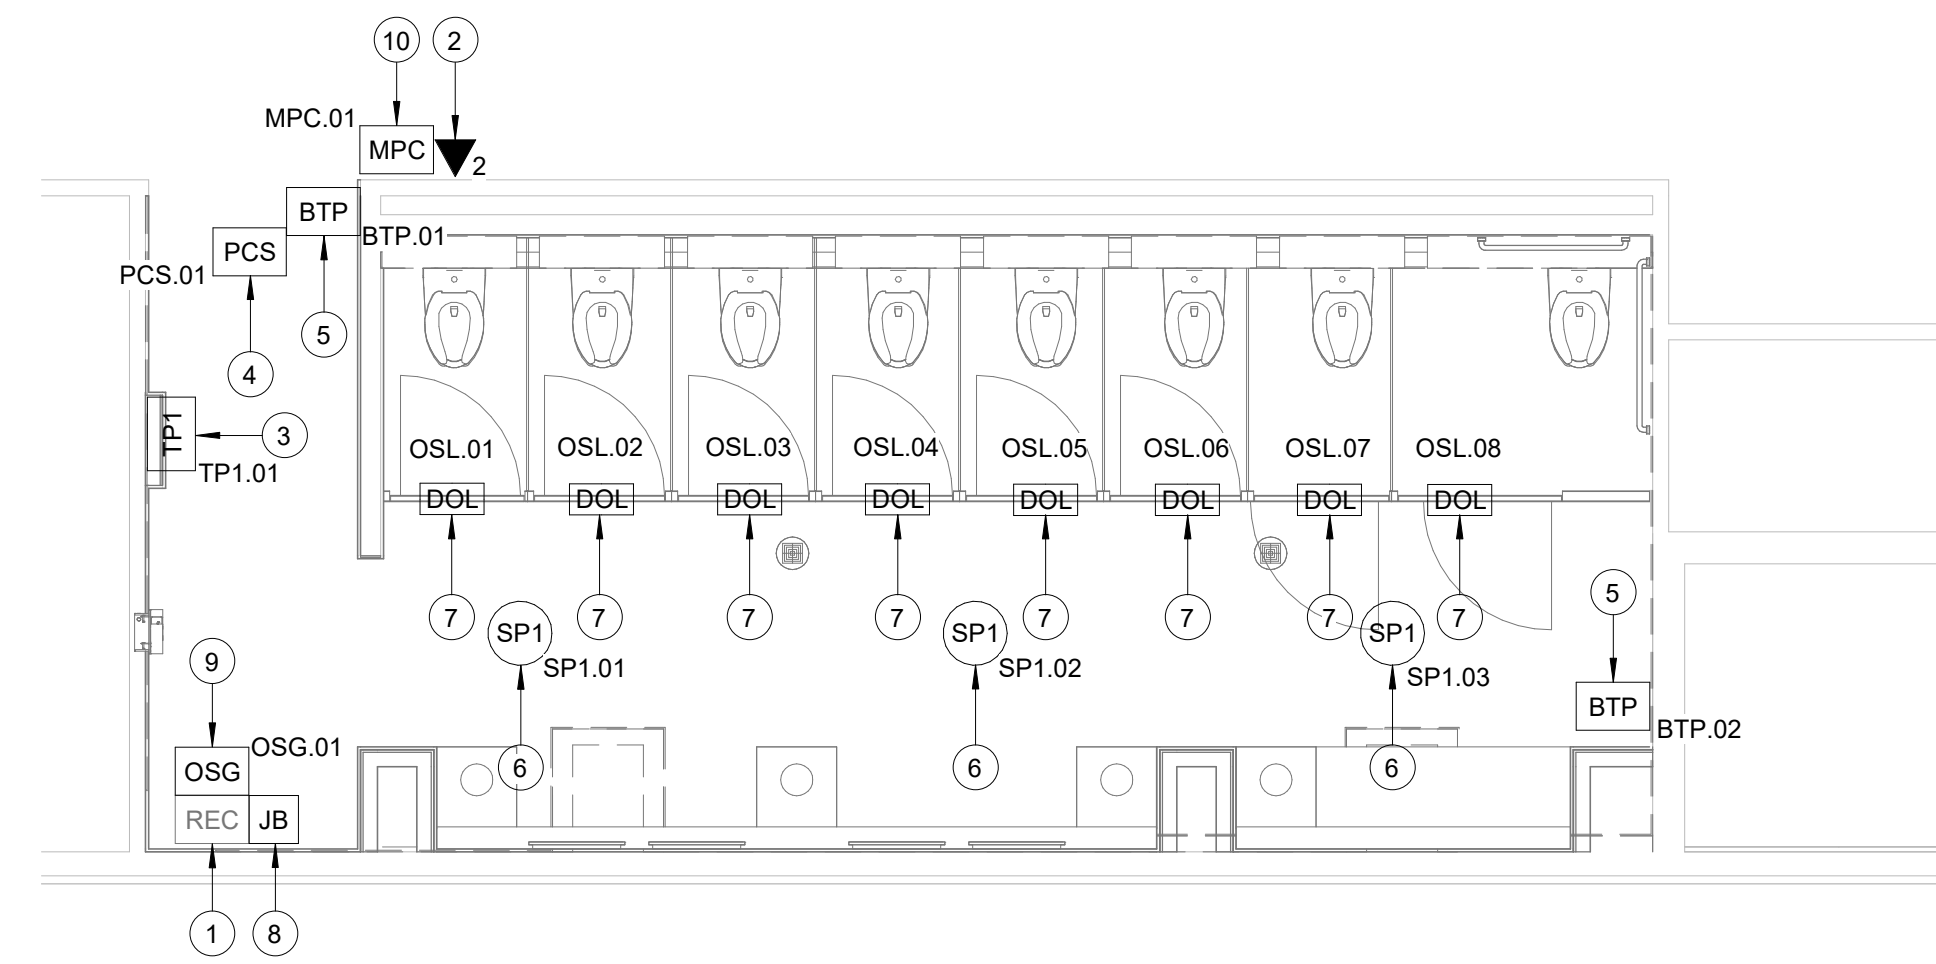 10
2
MPC.01
MPC
2
BTP
BTP.01
PCS
PCS.01
5
4
TP1
3
TP1.01
OSL.01
OSL.02
OSL.03
OSL.04
OSL.05
OSL.06
OSL.07
OSL.08
DOL
DOL
DOL
DOL
DOL
DOL
DOL
DOL
7
7
7
7
7
7
7
7
5
SP1
SP1
SP1
SP1.01
SP1.02
SP1.03
9
BTP
BTP.02
OSG.01
OSG
6
6
6
REC
JB
1
8